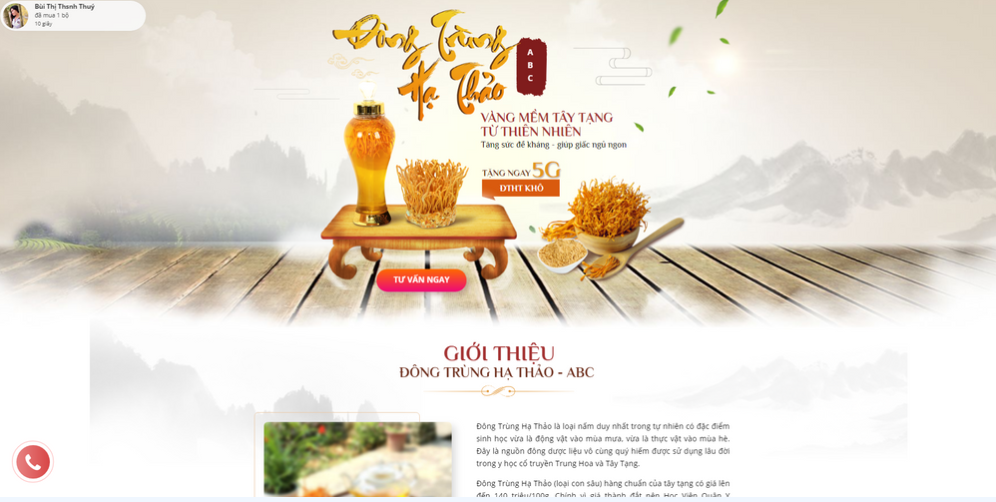 Bùi Thị Thanh Thuý
đã mua 1 bộ
10 giây
Đông Trùng
Hạ Thảo
A
B
C
VÀNG MỀM TÂY TẠNG
TỪ THIÊN NHIÊN
Tăng sức đề kháng - giúp giấc ngủ ngon
TẶNG NGAY 5G
ĐTHT KHÔ
TƯ VẤN NGAY
GIỚI THIỆU
ĐÔNG TRÙNG HẠ THẢO - ABC
Đông Trùng Hạ Thảo là loại nấm duy nhất trong tự nhiên có đặc điểm
sinh học vừa là động vật vào mùa mưa, vừa là thực vật vào mùa hè.
Đây là nguồn đông dược liệu vô cùng quý hiếm được sử dụng lâu đời
trong y học cổ truyền Trung Hoa và Tây Tạng.
Đông Trùng Hạ Thảo (loại con sâu) hàng chuẩn của tây tạng có giá lên
đến 140 triệu/100g. Chính vì giá thành đắt nên Học Viện Quân Y